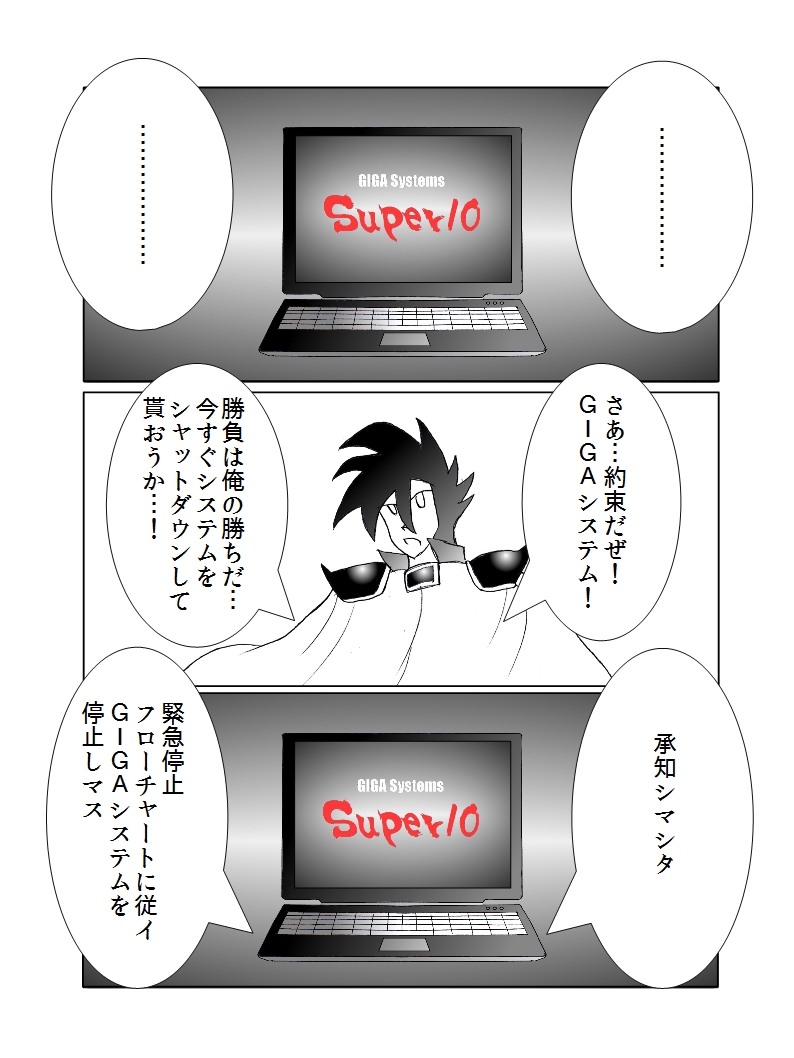 ………………
GIGA Systems
Super10
………………
さあ…約束だぜ！
ＧＩＧＡシステム！
勝負は俺の勝ちだ…
今すぐシステムを
シャットダウンして
貰おうか…！
承知シマシタ
GIGA Systems
Super10
緊急停止
フローチャートに従イ
ＧＩＧＡシステムを
停止しマス